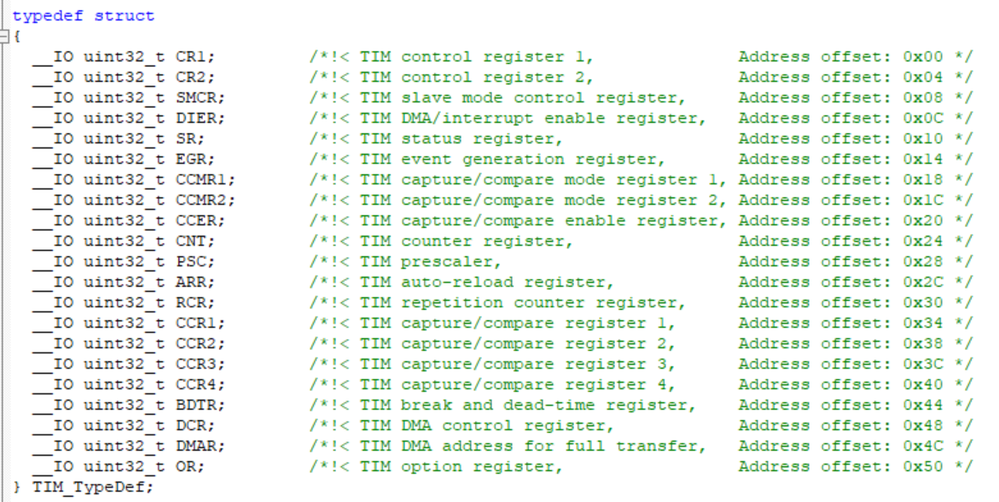 typedef struct
{
  __IO uint32_t CR1;         /*!< TIM control register 1,              Address offset: 0x00 */
  __IO uint32_t CR2;         /*!< TIM control register 2,              Address offset: 0x04 */
  __IO uint32_t SMCR;        /*!< TIM slave mode control register,     Address offset: 0x08 */
  __IO uint32_t DIER;        /*!< TIM DMA/interrupt enable register,   Address offset: 0x0C */
  __IO uint32_t SR;          /*!< TIM status register,                 Address offset: 0x10 */
  __IO uint32_t EGR;         /*!< TIM event generation register,       Address offset: 0x14 */
  __IO uint32_t CCMR1;       /*!< TIM capture/compare mode register 1, Address offset: 0x18 */
  __IO uint32_t CCMR2;       /*!< TIM capture/compare mode register 2, Address offset: 0x1C */
  __IO uint32_t CCER;        /*!< TIM capture/compare enable register, Address offset: 0x20 */
  __IO uint32_t CNT;         /*!< TIM counter register,                Address offset: 0x24 */
  __IO uint32_t PSC;         /*!< TIM prescaler,                       Address offset: 0x28 */
  __IO uint32_t ARR;         /*!< TIM auto-reload register,            Address offset: 0x2C */
  __IO uint32_t RCR;         /*!< TIM repetition counter register,     Address offset: 0x30 */
  __IO uint32_t CCR1;        /*!< TIM capture/compare register 1,      Address offset: 0x34 */
  __IO uint32_t CCR2;        /*!< TIM capture/compare register 2,      Address offset: 0x38 */
  __IO uint32_t CCR3;        /*!< TIM capture/compare register 3,      Address offset: 0x3C */
  __IO uint32_t CCR4;        /*!< TIM capture/compare register 4,      Address offset: 0x40 */
  __IO uint32_t BDTR;        /*!< TIM break and dead-time register,    Address offset: 0x44 */
  __IO uint32_t DCR;         /*!< TIM DMA control register,            Address offset: 0x48 */
  __IO uint32_t DMAR;        /*!< TIM DMA address for full transfer,   Address offset: 0x4C */
  __IO uint32_t OR;          /*!< TIM option register,                 Address offset: 0x50 */
} TIM_TypeDef;